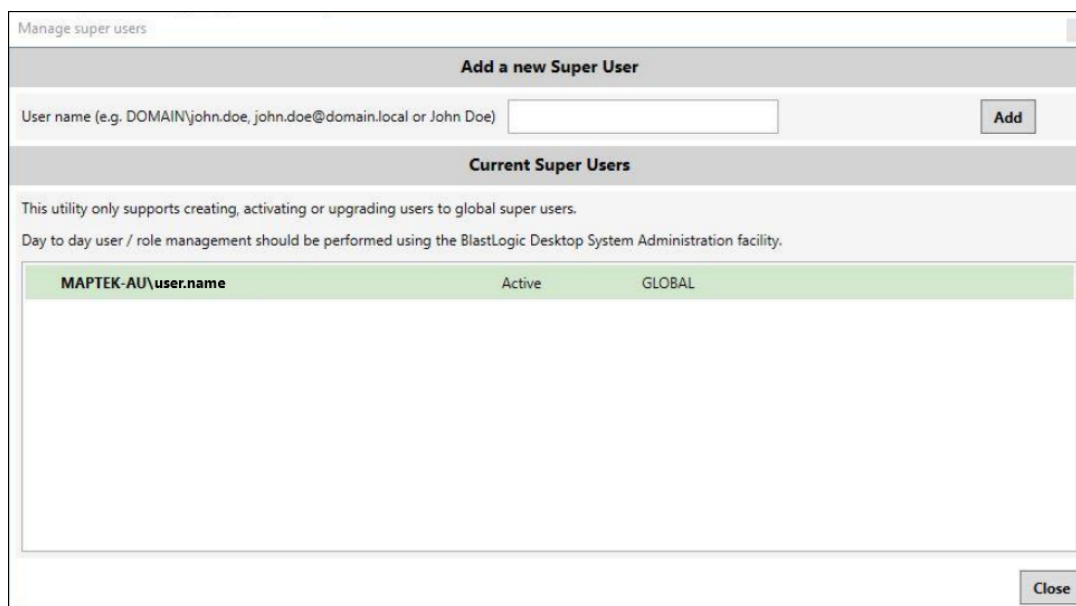 Manage super users
Add a new Super User
User name (e.g. DOMAIN\john.doe, john.doe@domain.local or John Doe) Add
Current Super Users
This utility only supports creating, activating or upgrading users to global super users.
Day to day user / role management should be performed using the BlastLogic Desktop System Administration facility.
MAPTEK-AU\user.name Active GLOBAL
Close